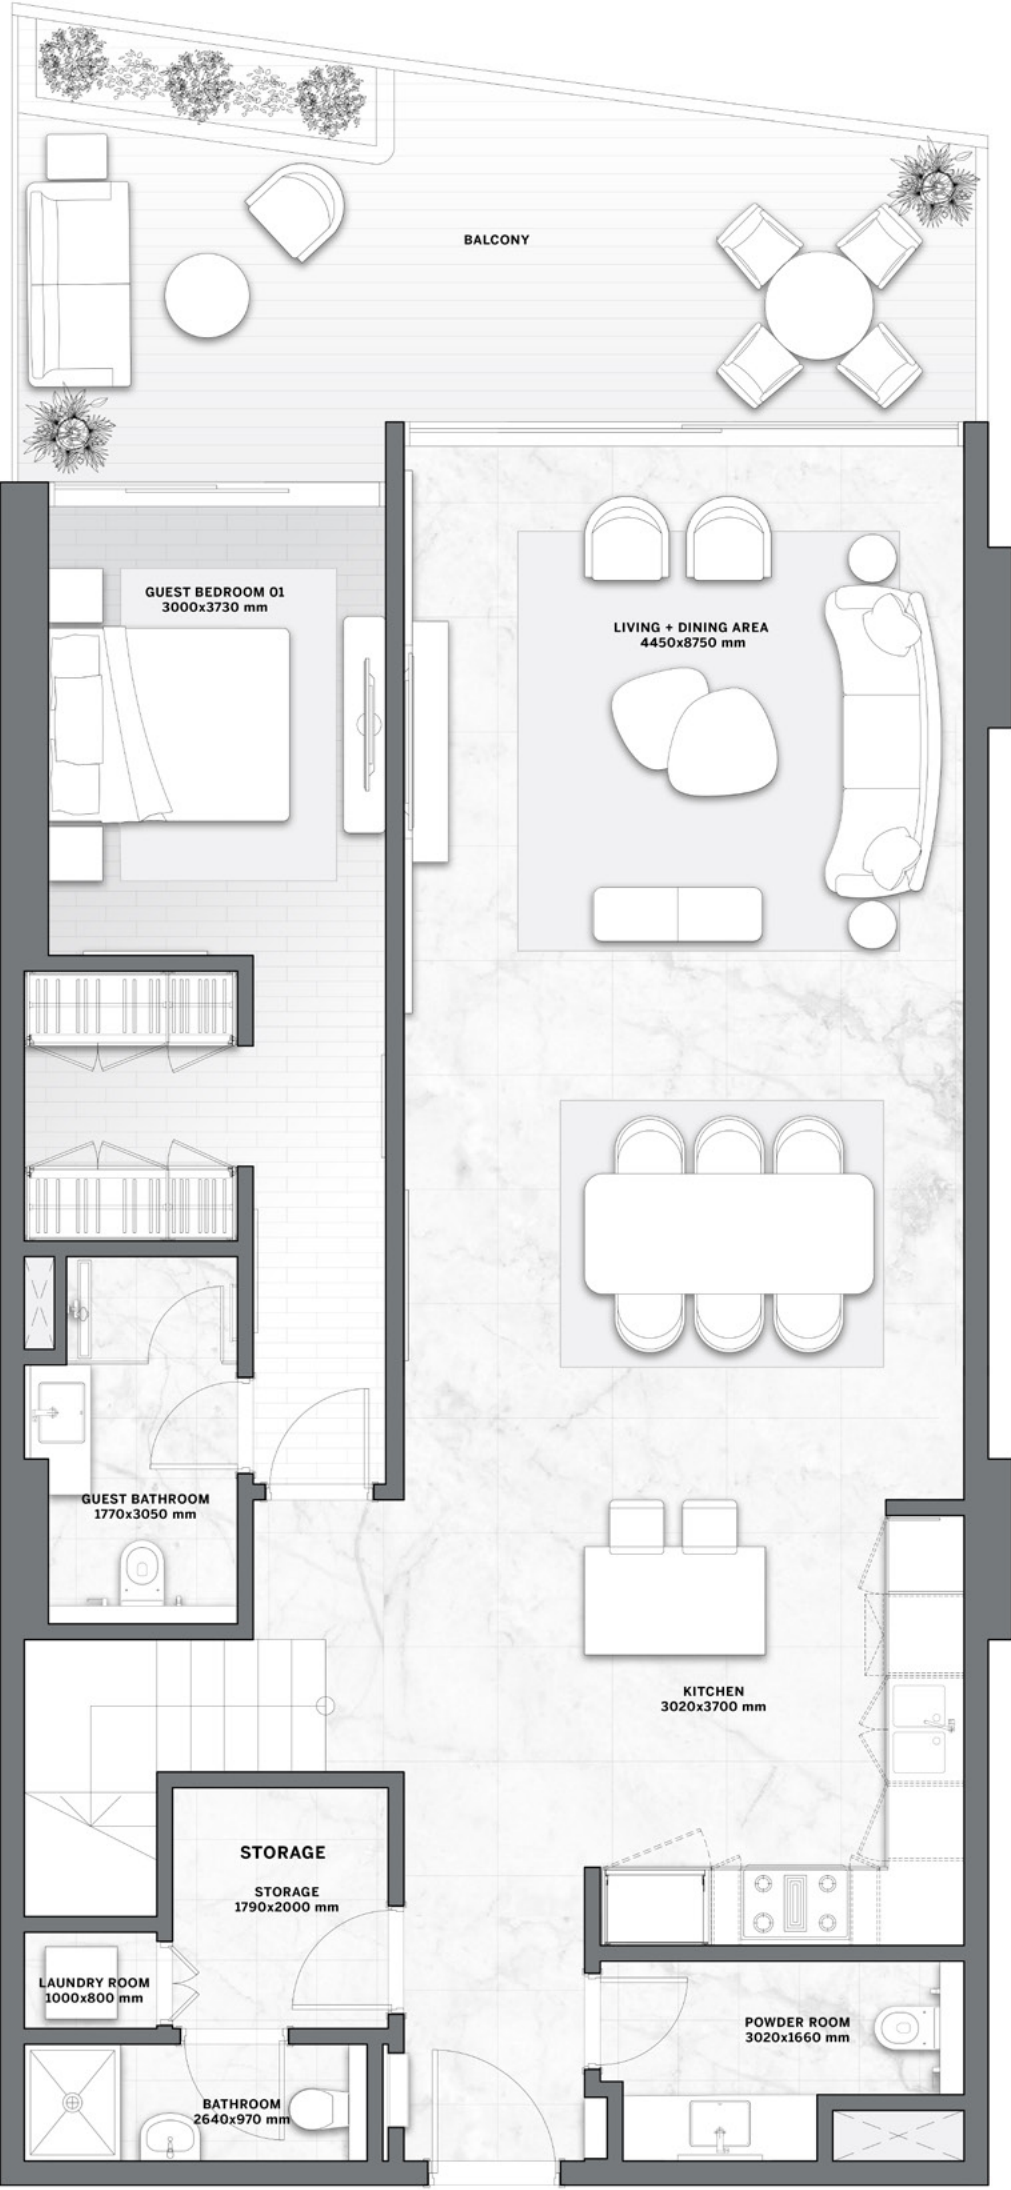 BALCONY
GUEST BEDROOM 01
3000x3730 mm
LIVING + DINING AREA
4450x8750 mm
GUEST BATHROOM
1770x3050 mm
KITCHEN
3020x3700 mm
STORAGE
STORAGE
1790x2000 mm
LAUNDRY ROOM
1000x800 mm
POWDER ROOM
3020x1660 mm
BATHROOM
2640x970 mm